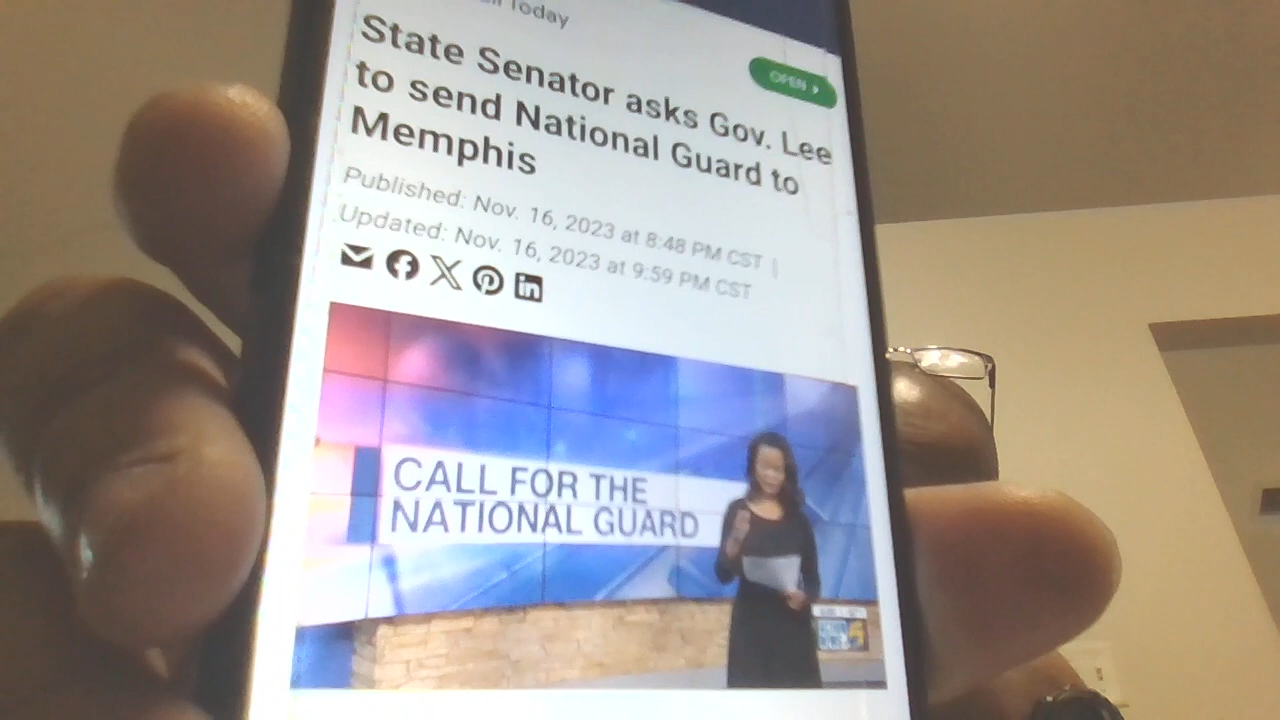 Today
OPEN
State Senator asks Gov. Lee
to send National Guard to
Memphis
Published: Nov. 16, 2023 at 8:48 PM CST |
Updated: Nov. 16, 2023 at 9:59 PM CST
CALL FOR THE
NATIONAL GUARD